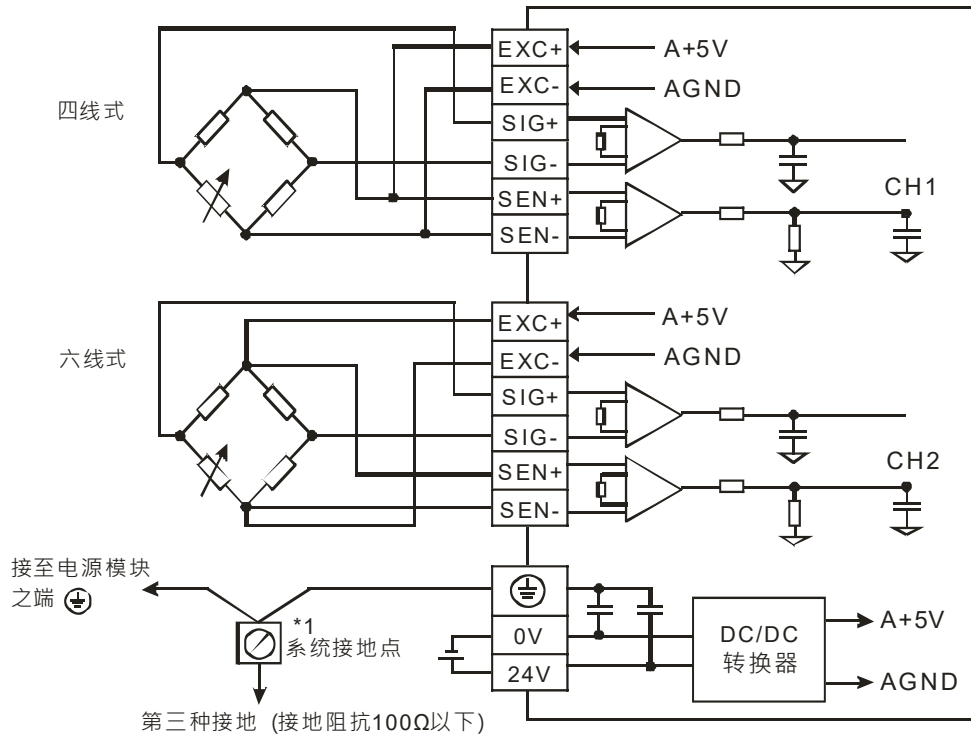 四线式
EXC+
EXC-
SIG+
SIG-
SEN+
SEN-
A+5V
AGND
CH1
六线式
EXC+
EXC-
SIG+
SIG-
SEN+
SEN-
A+5V
AGND
CH2
接至电源模块
之端
*1
系统接地点
第三种接地 (接地阻抗100Ω以下)
0V
24V
DC/DC
转换器
A+5V
AGND